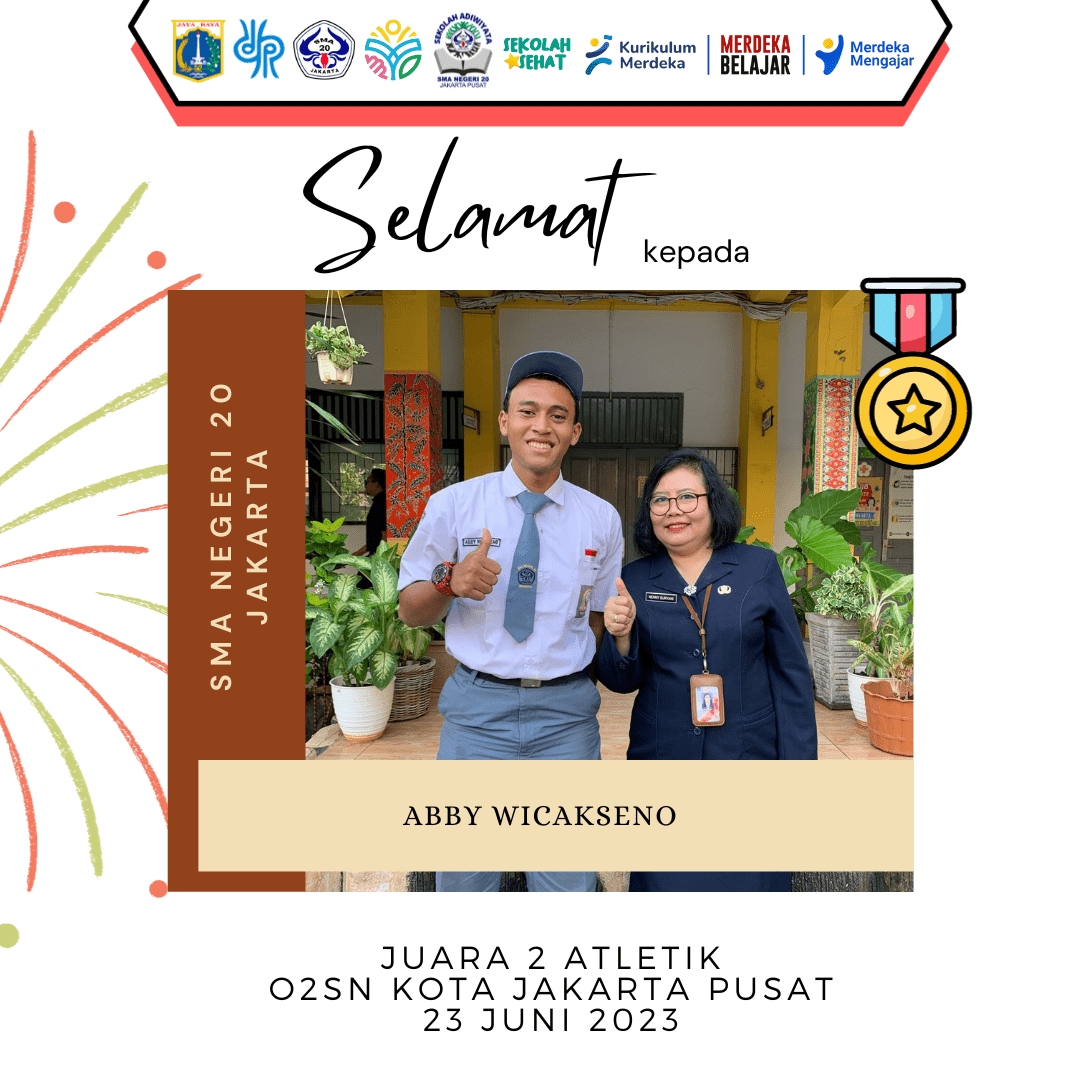 JAYA RAYA
SMA
20
JAKARTA
SEKOLAH ADIWIYATA
SMA NEGERI 20
JAKARTA PUSAT
SEKOLAH
SEHAT
Kurikulum
Merdeka
MERDEKA
BELAJAR
Merdeka
Mengajar
Selamat
kepada
SMA NEGERI 20
JAKARTA
ABBY WICAKSENO
JUARA 2 ATLETIK
O2SN KOTA JAKARTA PUSAT
23 JUNI 2023